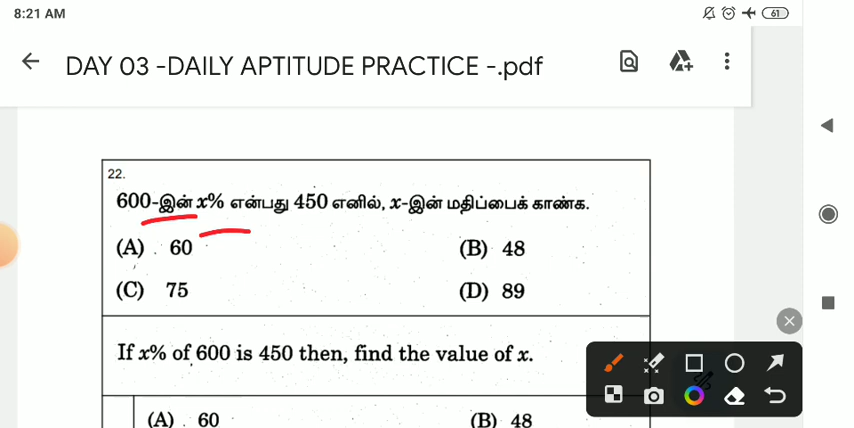 8:21 AM
61
DAY 03 -DAILY APTITUDE PRACTICE -.pdf
22.
600-இன் x% என்பது 450 எனில், x-இன் மதிப்பைக் காண்க.
(A) 60 (B) 48
(C) 75 (D) 89
If x% of 600 is 450 then, find the value of x.
(A) 60 (B) 48